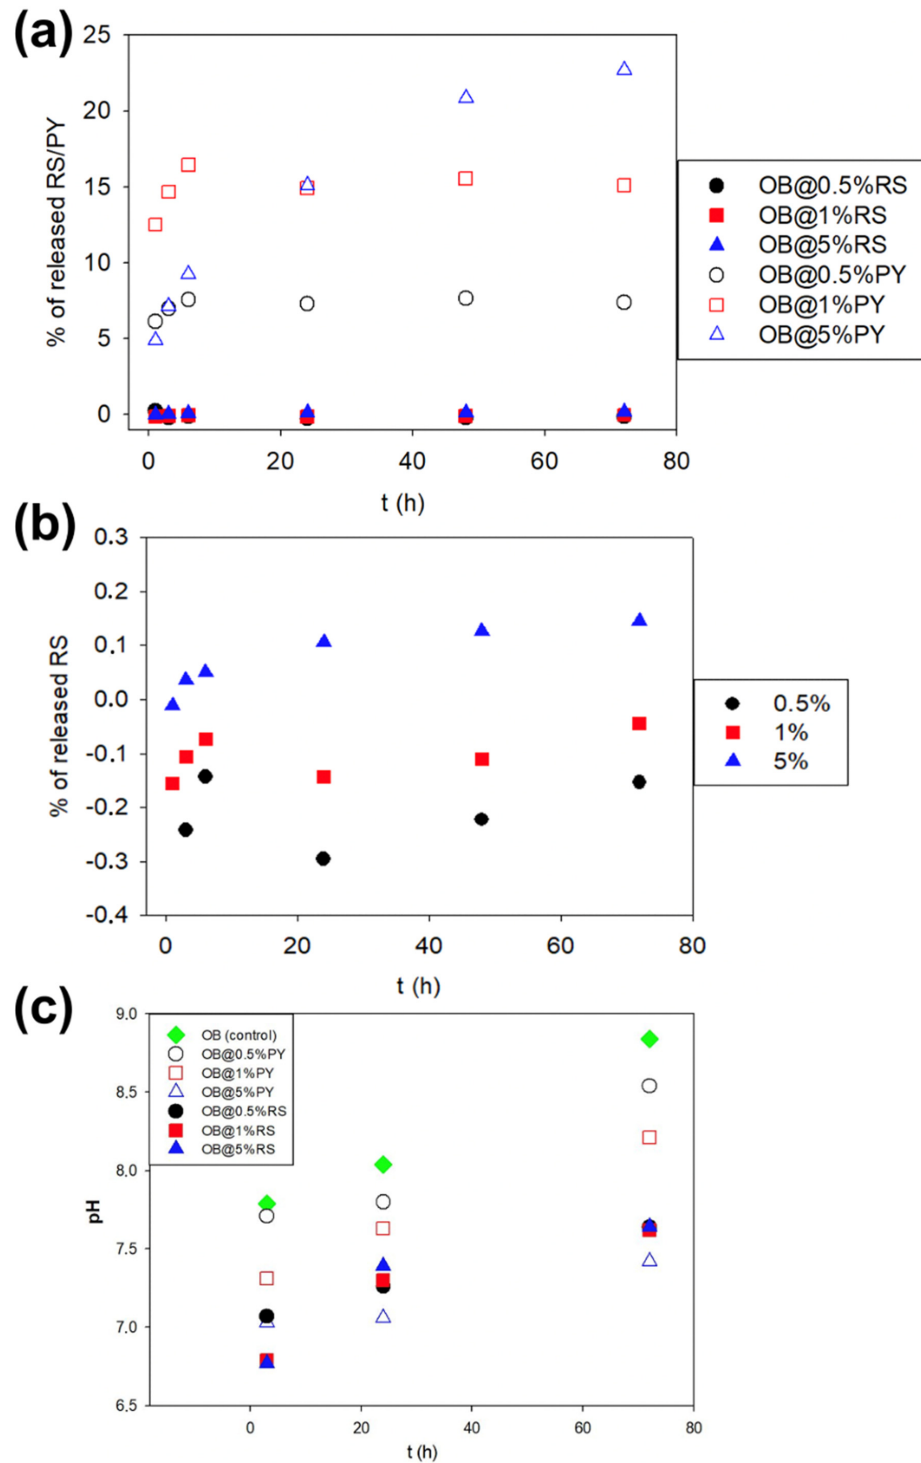 (a)
25
20
15
10
5
0
% of released RS/PY
0 20 40 60 80
t (h)
OB@0.5%RS
OB@1%RS
OB@5%RS
OB@0.5%PY
OB@1%PY
OB@5%PY
(b)
0.3
0.2
0.1
0.0
-0.1
-0.2
-0.3
-0.4
% of released RS
0 20 40 60 80
t (h)
0.5%
1%
5%
(c)
9.0
8.5
8.0
7.5
7.0
6.5
pH
OB (control)
OB@0.5%PY
OB@1%PY
OB@5%PY
OB@0.5%RS
OB@1%RS
OB@5%RS
0 20 40 60 80
t (h)